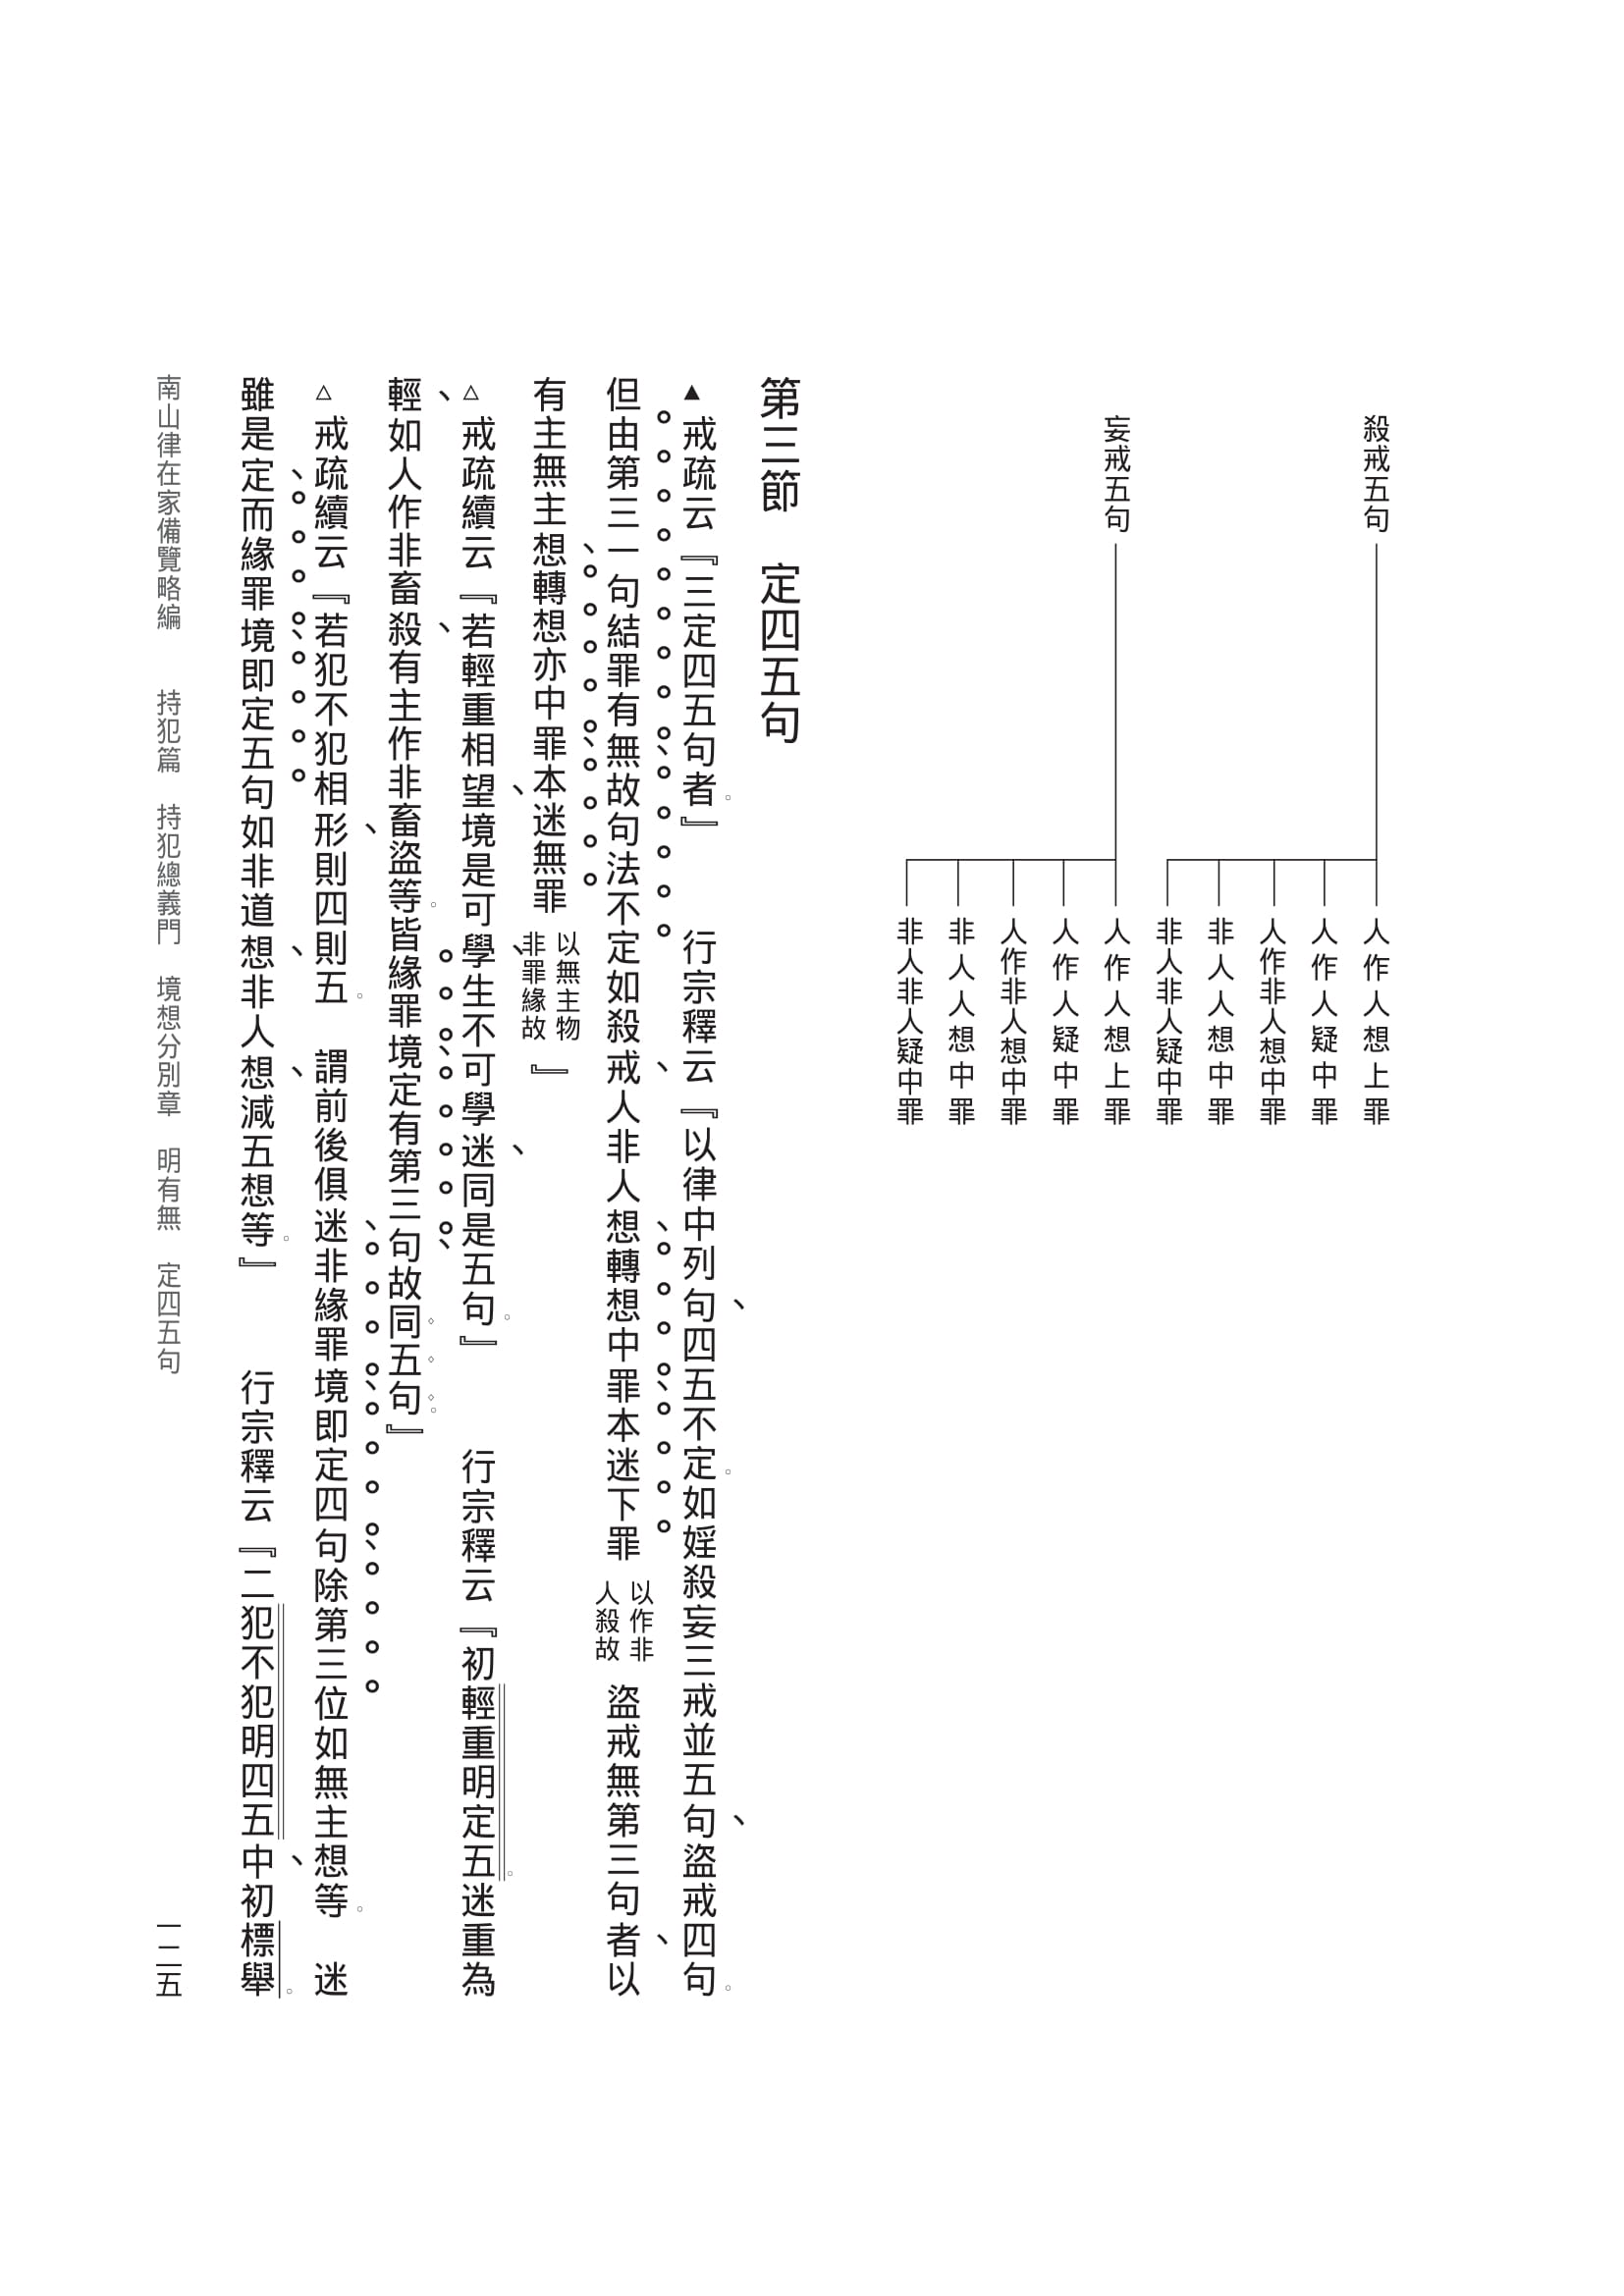 殺戒五句
人作人想上罪
人作人疑中罪
人作非人想中罪
非人人想中罪
非人非人疑中罪
妄戒五句
人作人想上罪
人作人疑中罪
人作非人想中罪
非人人想中罪
非人非人疑中罪
第三節　定四五句
▲戒疏云『三定四五句者。』　行宗釋云『以律中列句、四五不定。如婬殺妄三戒並五句、盜戒四句。
但由第三一句結罪有無故句法不定如殺戒、人非人想轉想中罪本迷下罪以作非人殺故盜戒無第三句者、以
有主無主想轉想亦中罪本迷無罪以無主物非罪緣故』
△戒疏續云『若輕重相望、境是可學、生不可學迷、同是五句。』　行宗釋云『初輕重明定五。迷重為
輕、如人作非畜殺、有主作非畜盜等。皆緣罪境定有第三句故同五句。』
△戒疏續云『若犯不犯相形、則四則五。　謂前後俱迷非緣罪境即定四句除第三位如無主想等。　迷
雖是定而緣罪境即定五句如非道想、非人想、減五想等。』　行宗釋云『二犯不犯明四五中、初標舉。
南山律在家備覽略編　持犯篇　持犯總義門　境想分別章　明有無　定四五句
一二五